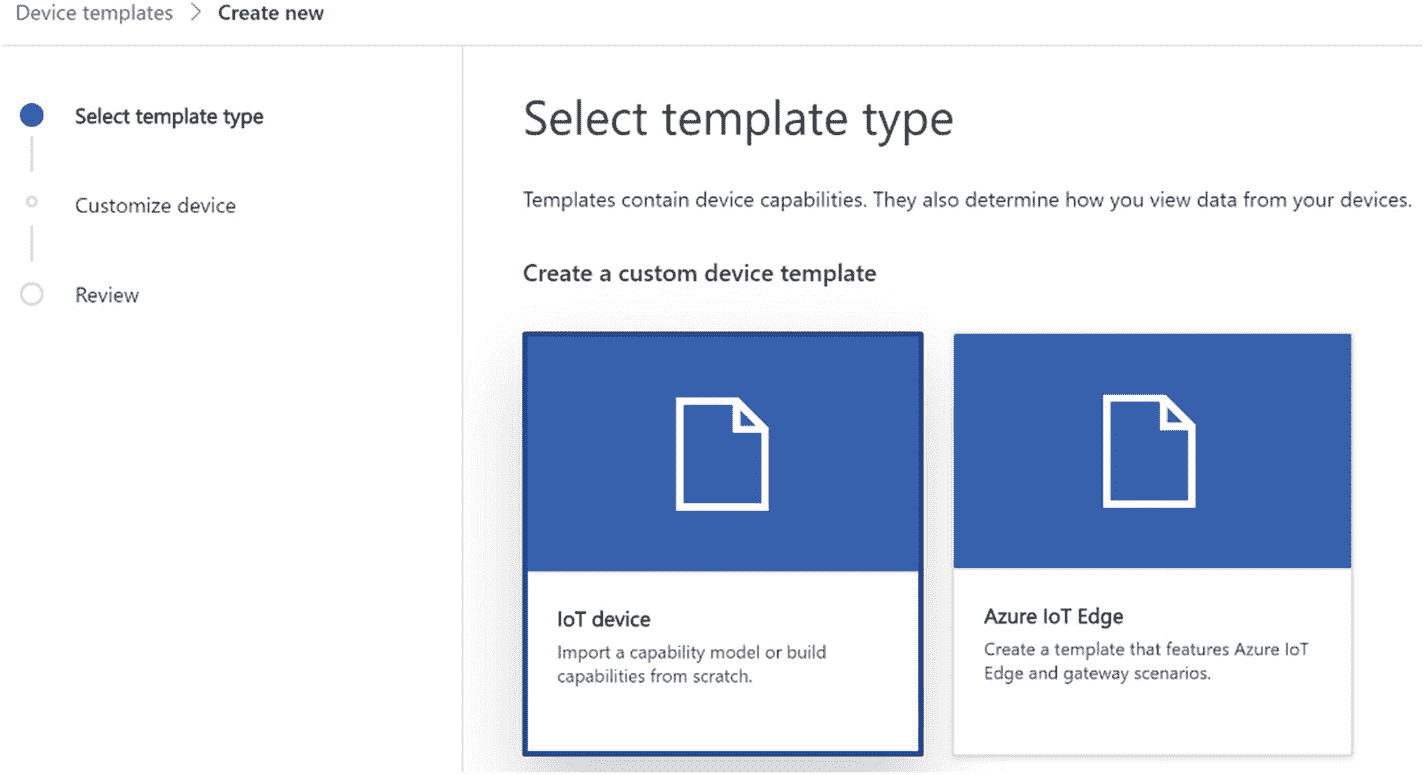 Device templates > Create new
Select template type
Customize device
Review
Select template type
Templates contain device capabilities. They also determine how you view data from your devices.
Create a custom device template
IoT device
Import a capability model or build
capabilities from scratch.
Azure IoT Edge
Create a template that features Azure IoT
Edge and gateway scenarios.